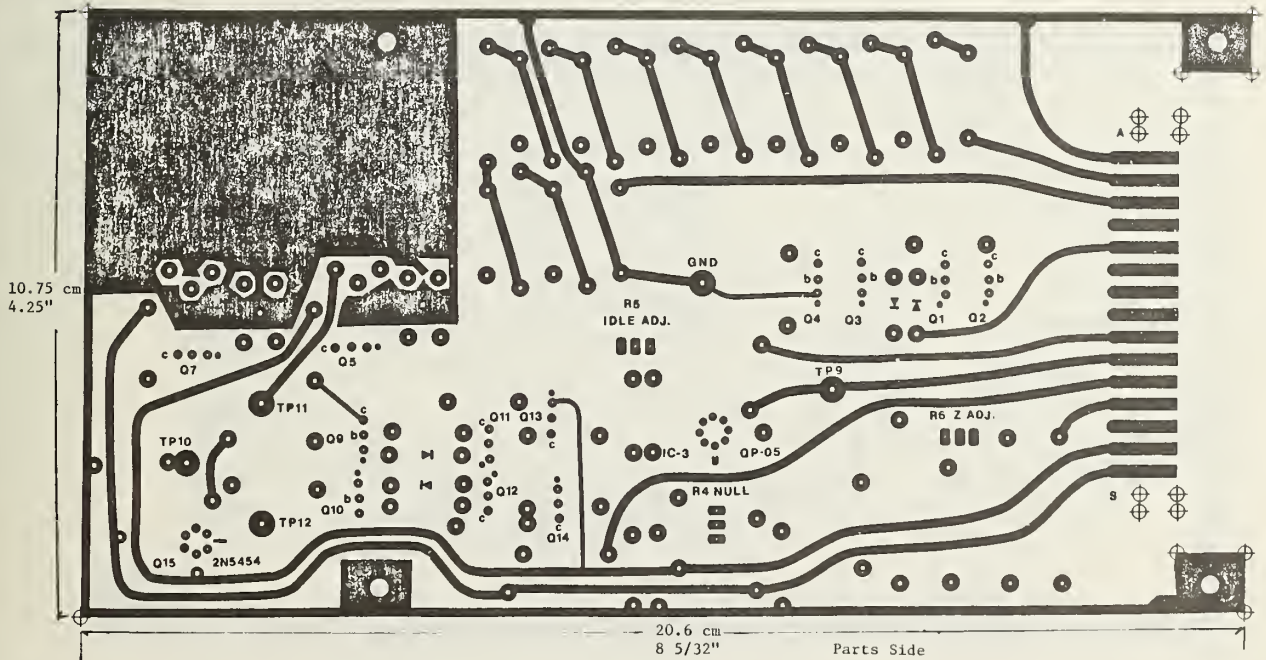 A
10.75 cm
4.25"
GND
c
b
Q4
c
b
Q3
c
b
Q1
c
b
Q2
R5
IDLE ADJ.
c
Q7
c
Q5
TP9
TP11
R6 Z ADJ.
c
Q9
b
Q11
c
Q13
c
TP10
IC-3
OP-05
R4 NULL
b
Q10
c
Q12
c
Q14
TP12
Q15
2N5454
S
20.6 cm
8 5/32"
Parts Side